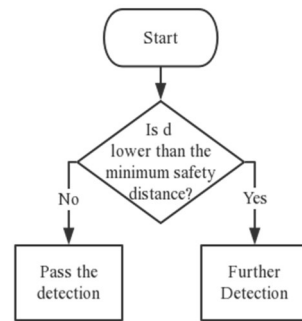 Start
Is d
lower than the
minimum safety
distance?
No
Yes
Pass the
detection
Further
Detection